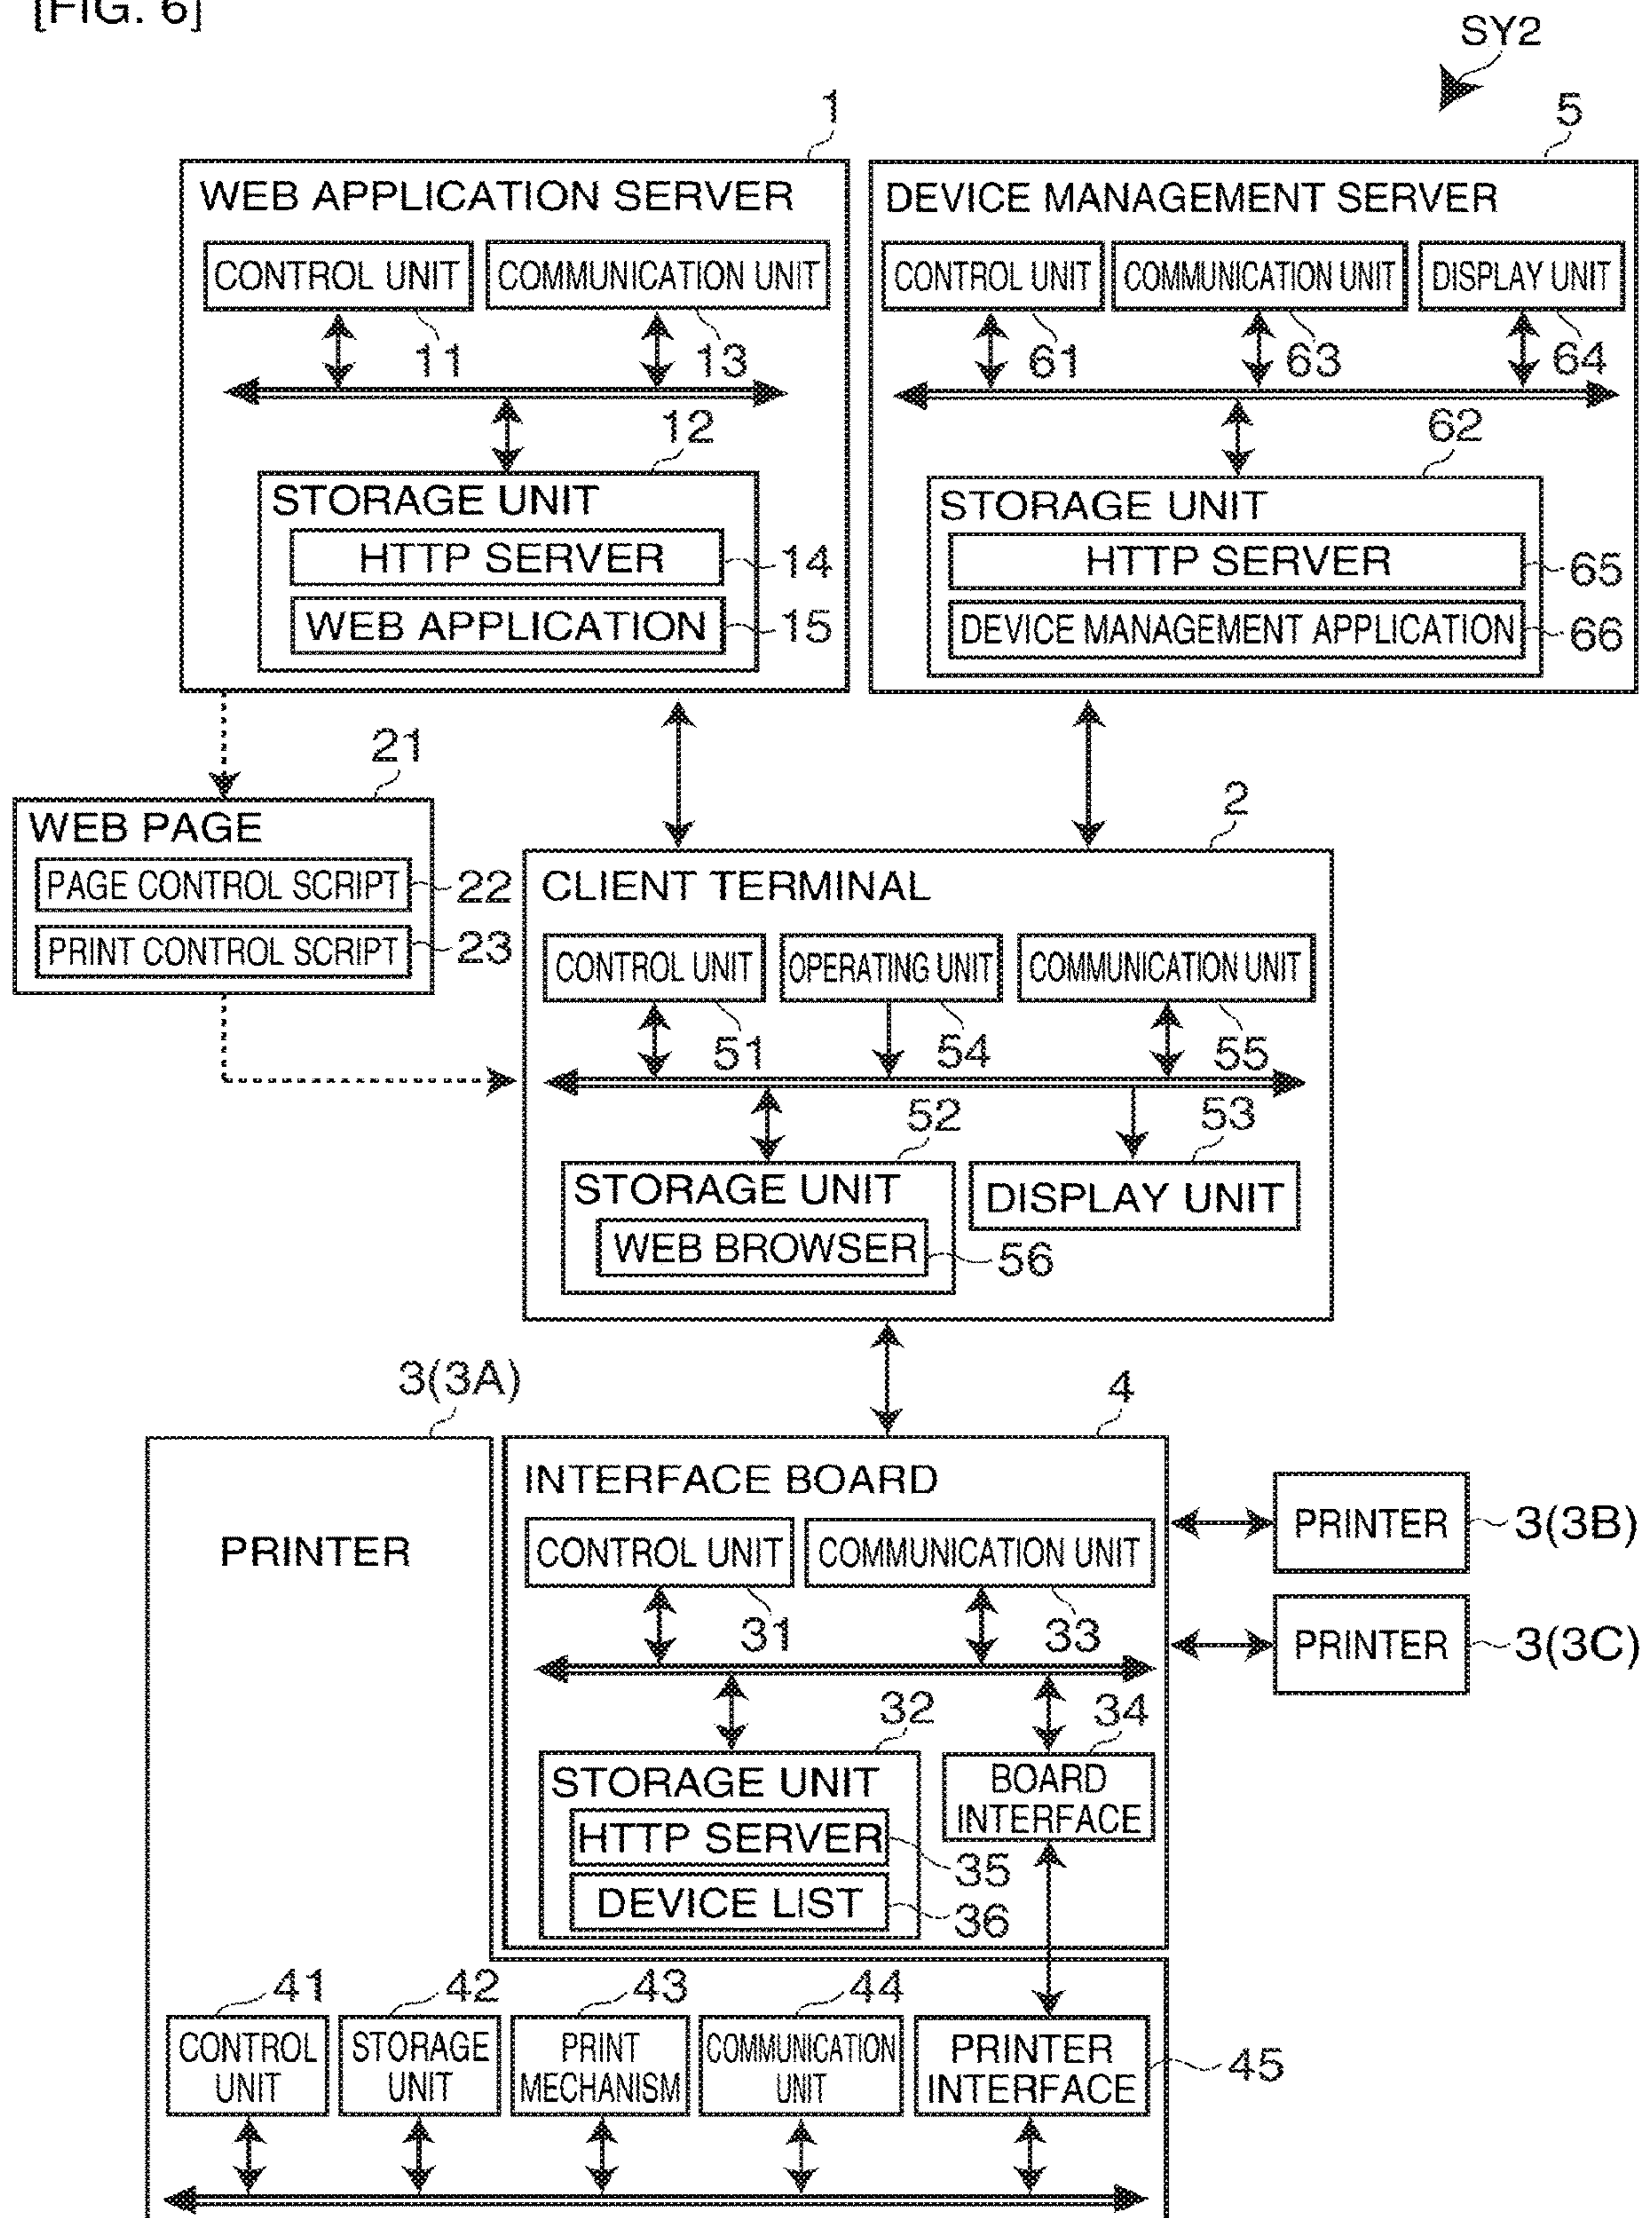 [FIG. 6]
SY2
1
5
WEB APPLICATION SERVER
CONTROL UNIT
COMMUNICATION UNIT
11
13
12
STORAGE UNIT
HTTP SERVER
14
WEB APPLICATION
15
DEVICE MANAGEMENT SERVER
CONTROL UNIT
COMMUNICATION UNIT
DISPLAY UNIT
61
63
64
62
STORAGE UNIT
HTTP SERVER
65
DEVICE MANAGEMENT APPLICATION
66
21
WEB PAGE
PAGE CONTROL SCRIPT
22
PRINT CONTROL SCRIPT
23
2
CLIENT TERMINAL
CONTROL UNIT
OPERATING UNIT
COMMUNICATION UNIT
51
54
55
52
53
STORAGE UNIT
WEB BROWSER
56
DISPLAY UNIT
3(3A)
4
PRINTER
INTERFACE BOARD
CONTROL UNIT
COMMUNICATION UNIT
31
33
32
34
STORAGE UNIT
HTTP SERVER
35
DEVICE LIST
36
BOARD
INTERFACE
PRINTER
3(3B)
PRINTER
3(3C)
41
42
43
44
CONTROL
UNIT
STORAGE
UNIT
PRINT
MECHANISM
COMMUNICATION
UNIT
PRINTER
INTERFACE
45